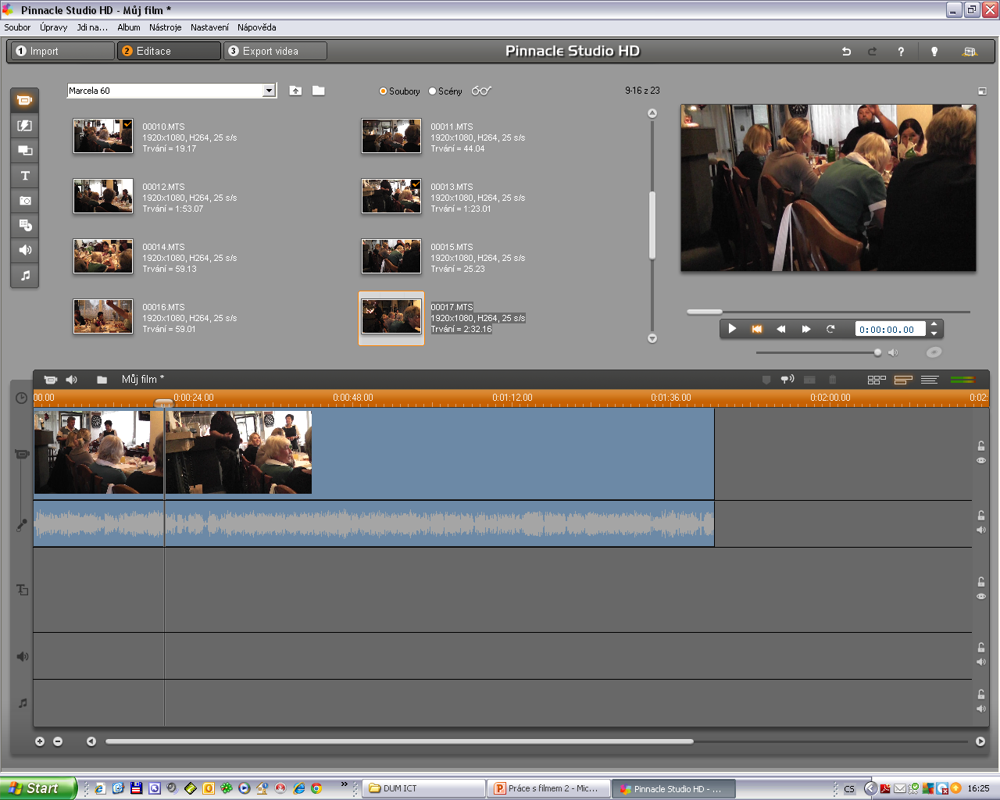 Pinnacle Studio HD - Můj film *
Soubor Úpravy Jdi na... Album Nástroje Nastavení Nápověda
1 Import 2 Editace 3 Export videa Pinnacle Studio HD ?
Marcela 60 Soubory Scény 9-16 z 23
00010.MTS
1920x1080, H264, 25 s/s
Trvání = 19.17
00011.MTS
1920x1080, H264, 25 s/s
Trvání = 44.04
00012.MTS
1920x1080, H264, 25 s/s
Trvání = 1:53.07
00013.MTS
1920x1080, H264, 25 s/s
Trvání = 1:23.01
00014.MTS
1920x1080, H264, 25 s/s
Trvání = 59.13
00015.MTS
1920x1080, H264, 25 s/s
Trvání = 25.23
00016.MTS
1920x1080, H264, 25 s/s
Trvání = 59.01
00017.MTS
1920x1080, H264, 25 s/s
Trvání = 2:32.16
0:00:00.00
Můj film *
00.00 0:00:24.00 0:00:48.00 0:01:12.00 0:01:36.00 0:02:00.00 0:02:
Start » DUM ICT Práce s filmem 2 - Mic... Pinnacle Studio HD - ... CS 16:25